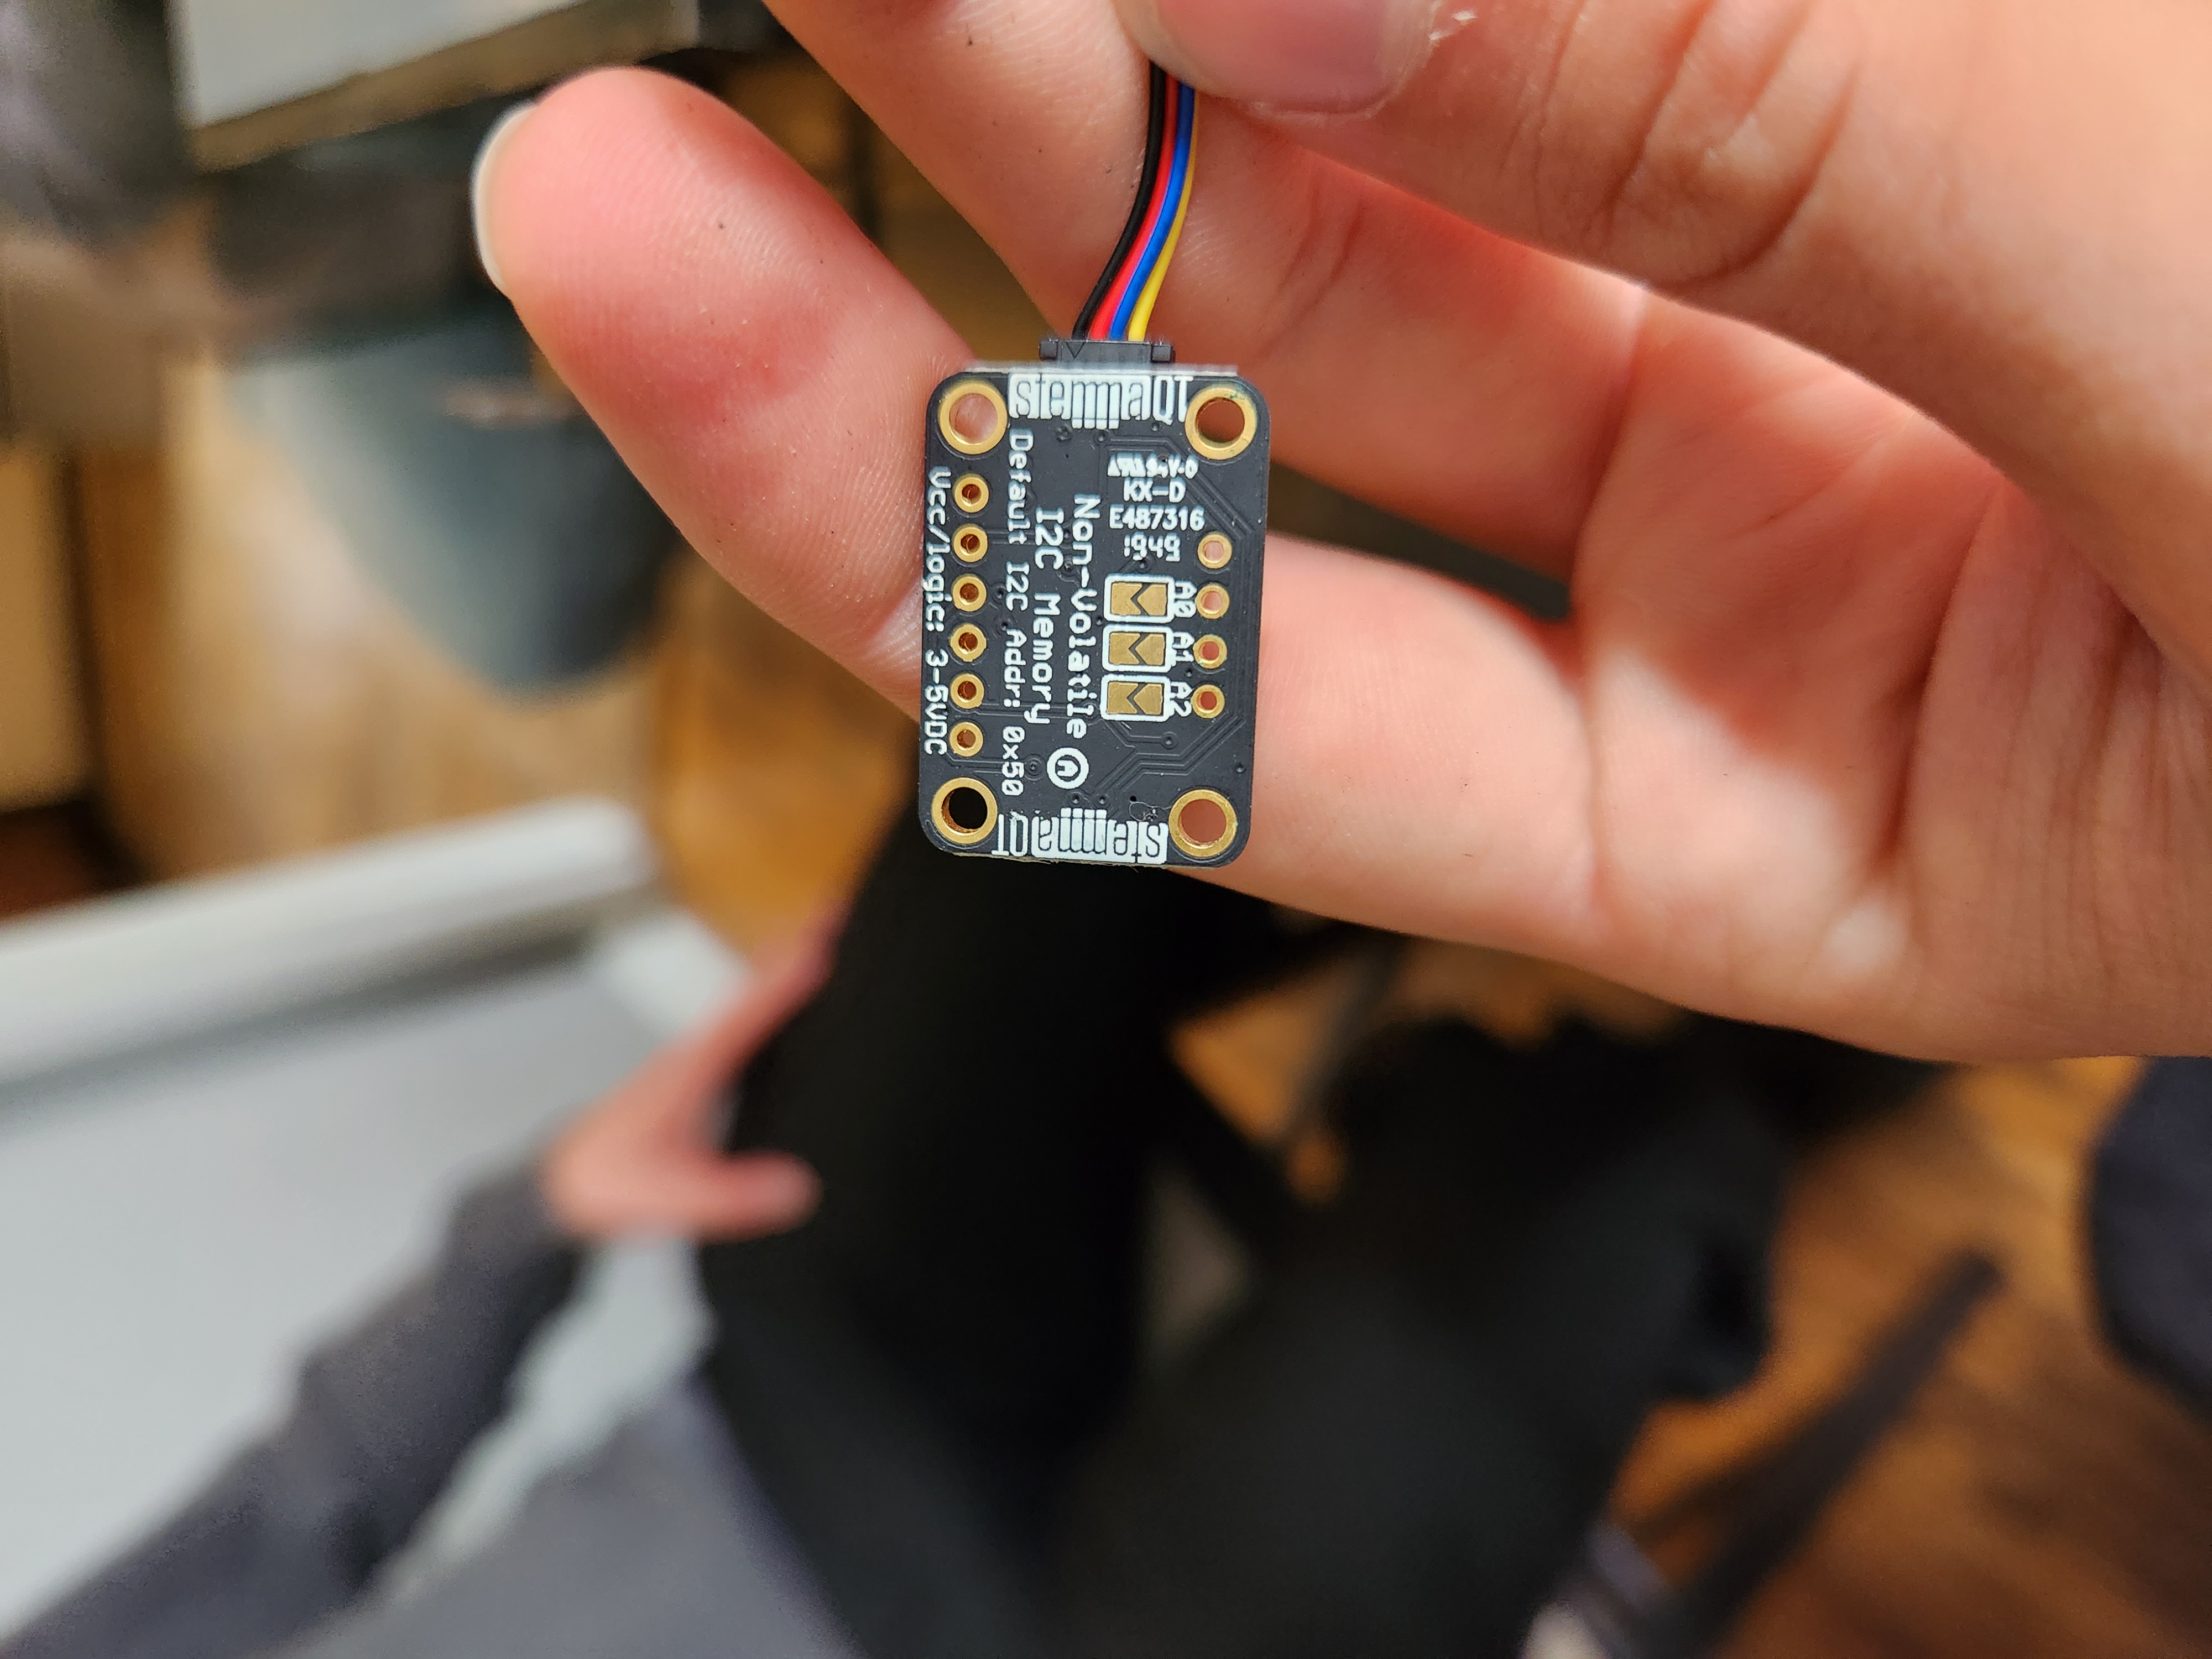 A2 A1 A0
Non-Volatile
I2C Memory
Default I2C Addr: 0x50
Vcc/logic: 3-5VDC
stemmaQT
stemmaQT
94V0
KX-D
E487316
1949